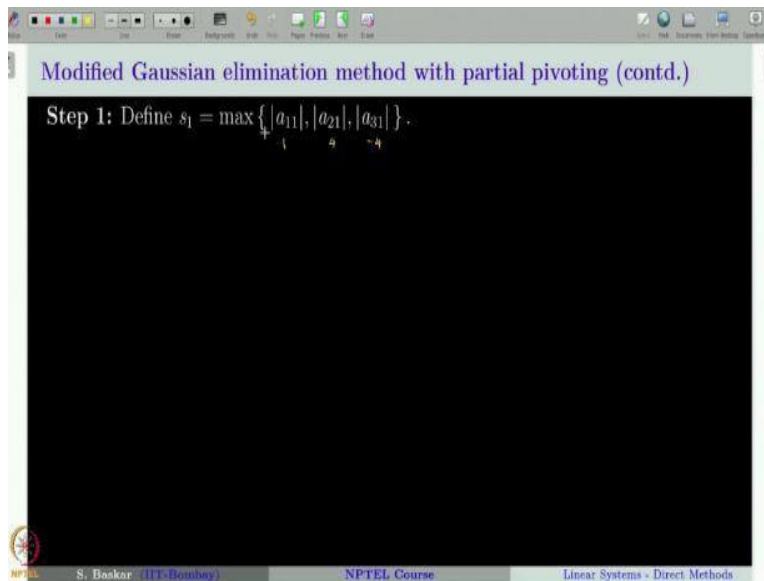 Modified Gaussian elimination method with partial pivoting (contd.)
Step 1: Define s₁ = max { |a₁₁|, |a₂₁|, |a₃₁| } .
1 4 -4
NPTEL S. Baskar (IIT-Bombay) NPTEL Course Linear Systems - Direct Methods